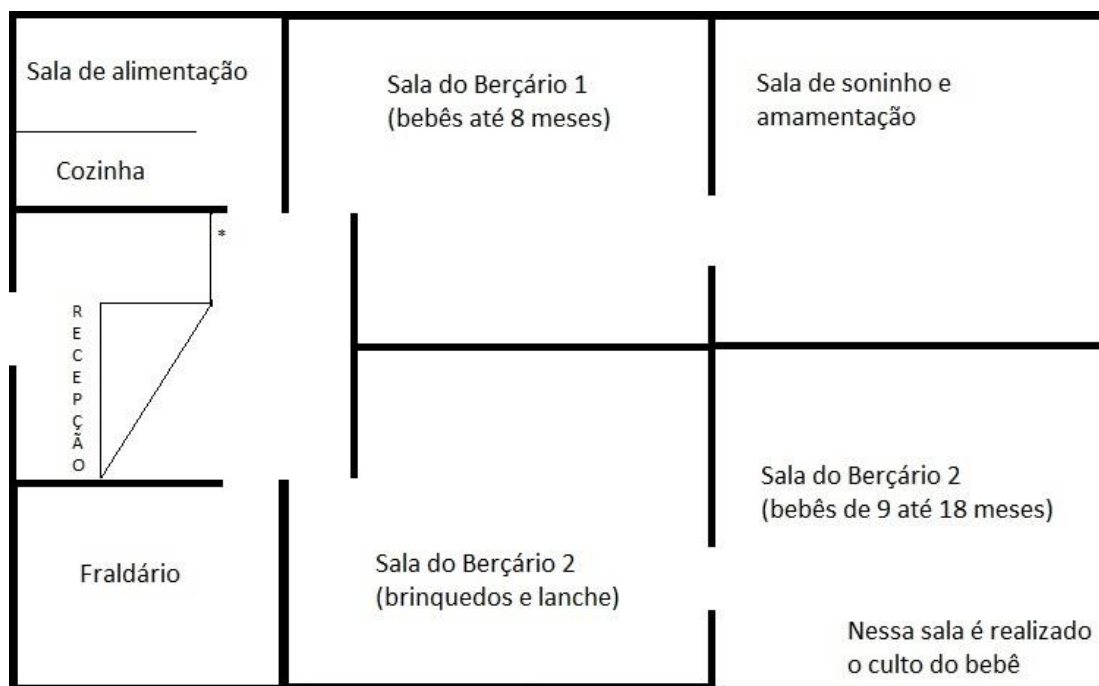 Sala de alimentação
Cozinha
Sala do Berçário 1
(bebês até 8 meses)
Sala de soninho e
amamentação
*
RECEPÇÃO
Fraldário
Sala do Berçário 2
(brinquedos e lanche)
Sala do Berçário 2
(bebês de 9 até 18 meses)
Nessa sala é realizado
o culto do bebê